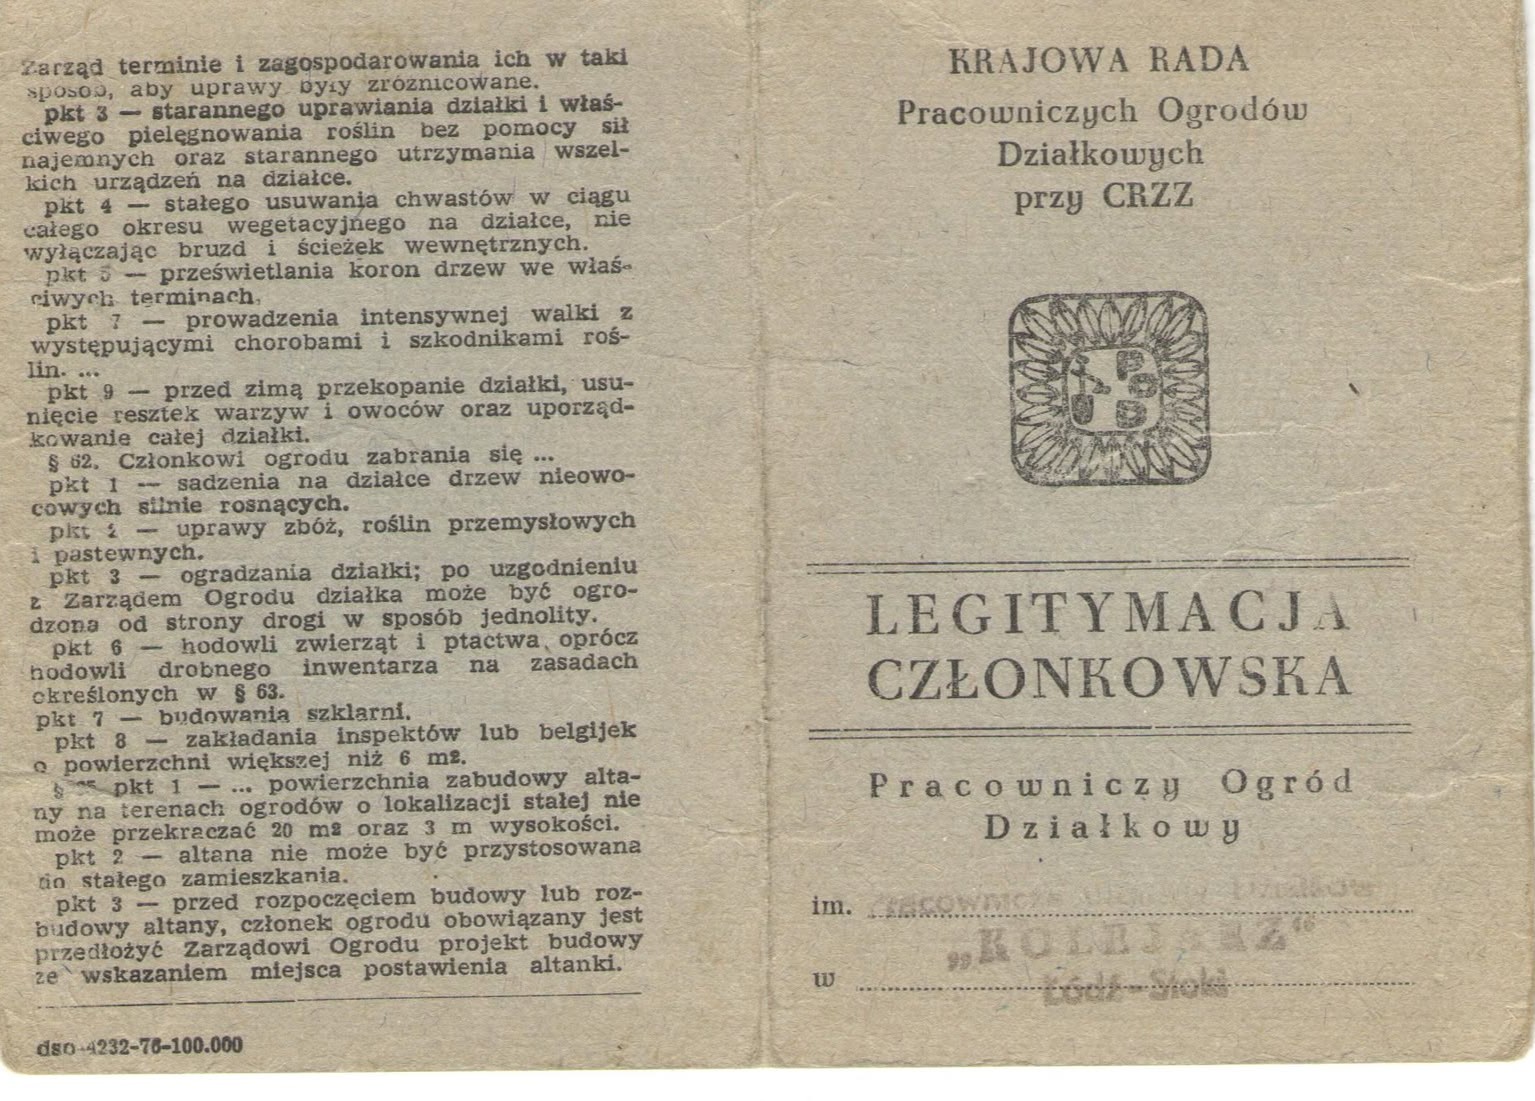 Zarząd terminie i zagospodarowania ich w taki
sposób, aby uprawy były zróżnicowane.
pkt 3 — starannego uprawiania działki i właś-
ciwego pielęgnowania roślin bez pomocy sił
najemnych oraz starannego utrzymania wszel-
kich urządzeń na działce.
pkt 4 — stałego usuwania chwastów w ciągu
całego okresu wegetacyjnego na działce, nie
wyłączając bruzd i ścieżek wewnętrznych.
pkt 5 — prześwietlania koron drzew we właś-
ciwych terminach.
pkt 7 — prowadzenia intensywnej walki z
występującymi chorobami i szkodnikami roś-
lin. ...
pkt 9 — przed zimą przekopanie działki, usu-
nięcie resztek warzyw i owoców oraz uporząd-
kowanie całej działki.
§ 62. Członkowi ogrodu zabrania się ...
pkt 1 — sadzenia na działce drzew nieowo-
cowych silnie rosnących.
pkt 2 — uprawy zbóż, roślin przemysłowych
i pastewnych.
pkt 3 — ogradzania działki; po uzgodnieniu
z Zarządem Ogrodu działka może być ogro-
dzona od strony drogi w sposób jednolity.
pkt 6 — hodowli zwierząt i ptactwa, oprócz
hodowli drobnego inwentarza na zasadach
określonych w § 63.
pkt 7 — budowania szklarni.
pkt 8 — zakładania inspektów lub belgijek
o powierzchni większej niż 6 m².
§ pkt 1 — ... powierzchnia zabudowy alta-
ny na terenach ogrodów o lokalizacji stałej nie
może przekraczać 20 m² oraz 3 m wysokości.
pkt 2 — altana nie może być przystosowana
do stałego zamieszkania.
pkt 3 — przed rozpoczęciem budowy lub roz-
budowy altany, członek ogrodu obowiązany jest
przedłożyć Zarządowi Ogrodu projekt budowy
ze wskazaniem miejsca postawienia altanki.
dso-4232-76-100.000
KRAJOWA RADA
Pracowniczych Ogrodów
Działkowych
przy CRZZ
P
O
D
LEGITYMACJA
CZŁONKOWSKA
Pracowniczy Ogród
Działkowy
im.
Pracownicze
„KOLEJARZ"
w
Łódź-Stoki